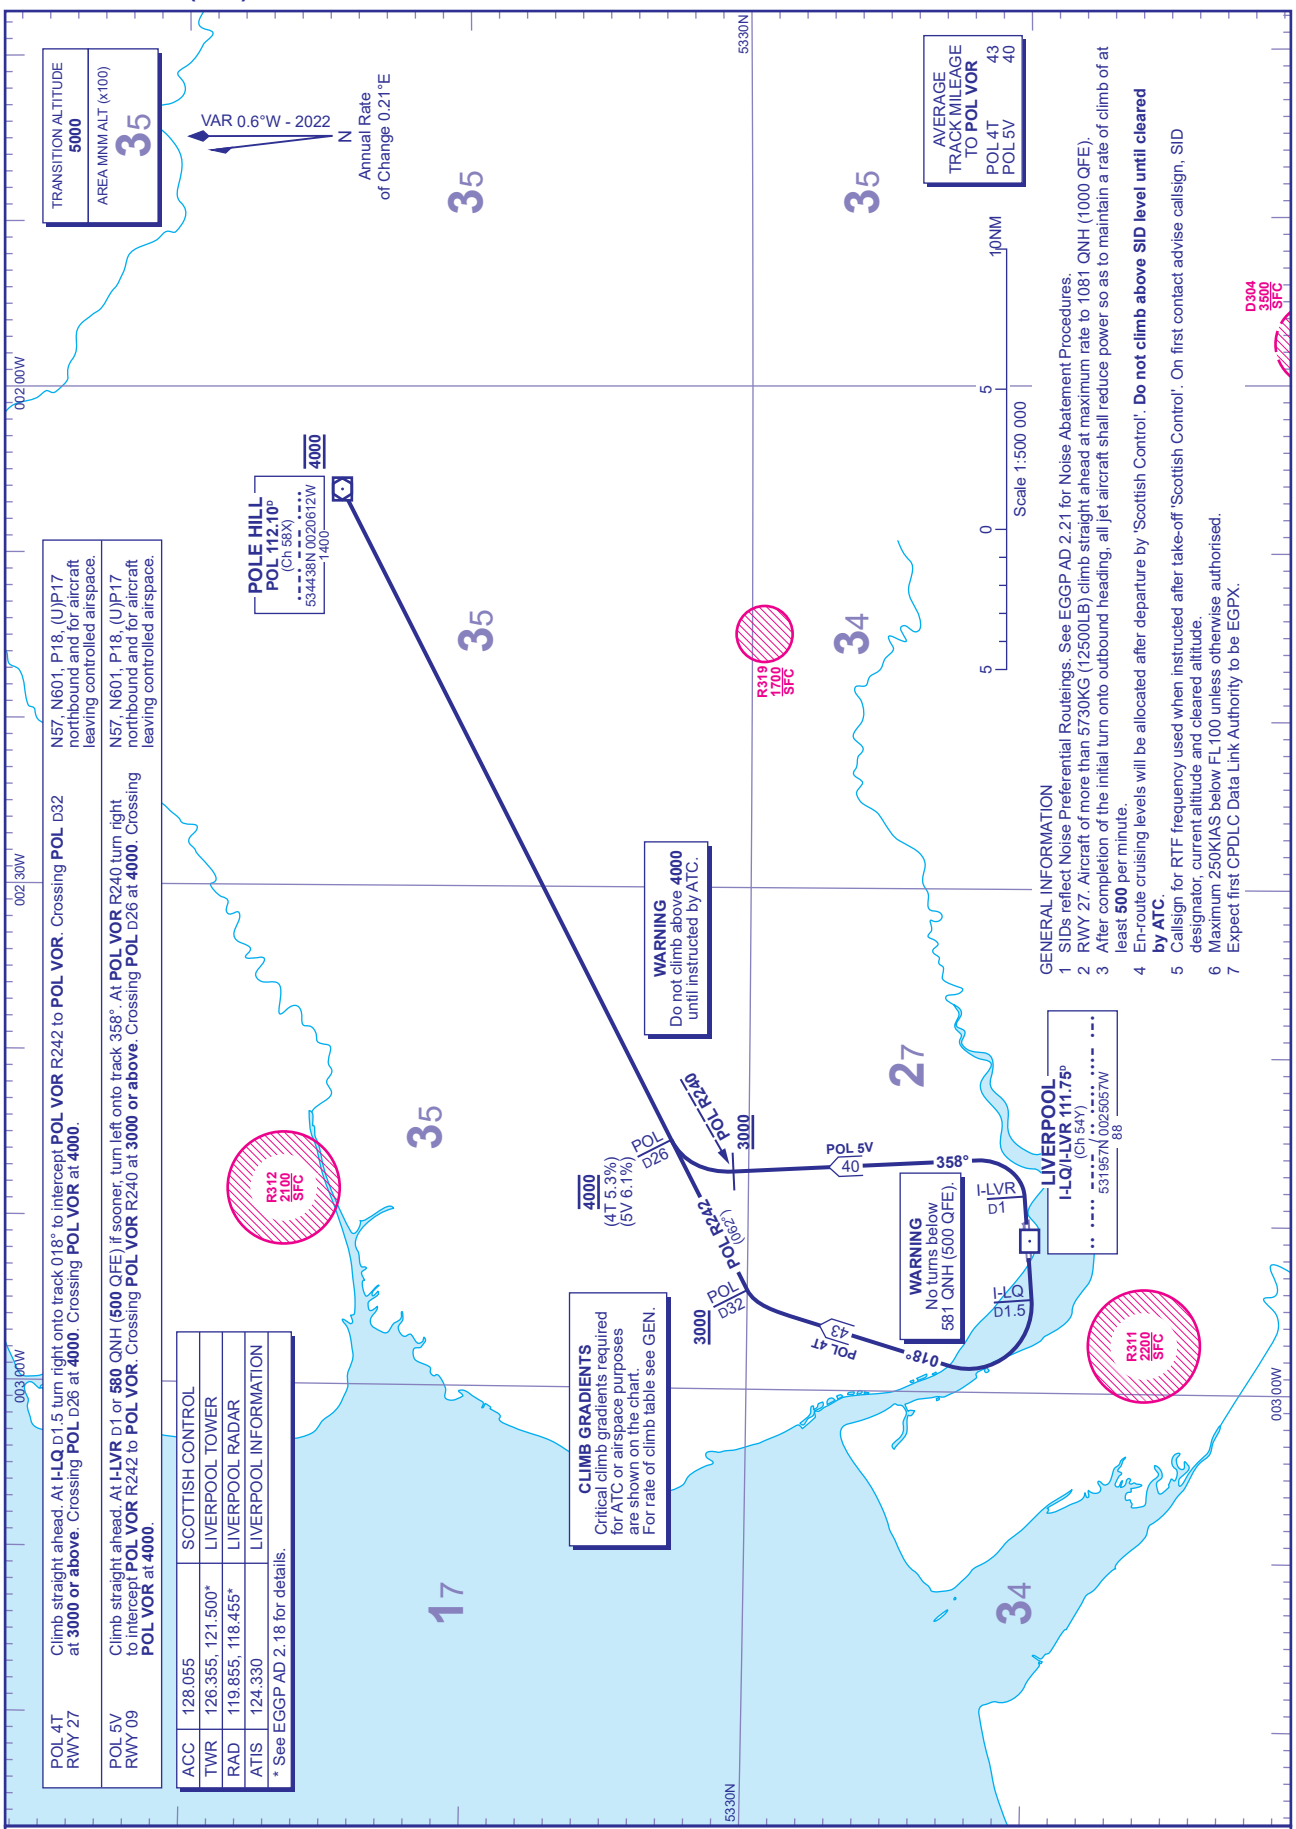 POL 4T
RWY 27
Climb straight ahead. At I-LQ D1.5 turn right onto track 018° to intercept POL VOR R242 to POL VOR. Crossing POL D32
at 3000 or above. Crossing POL D26 at 4000. Crossing POL VOR at 4000.
N57, N601, P18, (U)P17
northbound and for aircraft
leaving controlled airspace.
POL 5V
RWY 09
Climb straight ahead. At I-LVR D1 or 580 QNH (500 QFE) if sooner, turn left onto track 358°. At POL VOR R240 turn right
to intercept POL VOR R242 to POL VOR. Crossing POL VOR R240 at 3000 or above. Crossing POL D26 at 4000. Crossing
POL VOR at 4000.
N57, N601, P18, (U)P17
northbound and for aircraft
leaving controlled airspace.
TRANSITION ALTITUDE
5000
AREA MNM ALT (x100)
35
ACC 128.055 SCOTTISH CONTROL
TWR 126.355, 121.500* LIVERPOOL TOWER
RAD 119.855, 118.455* LIVERPOOL RADAR
ATIS 124.330 LIVERPOOL INFORMATION
* See EGGP AD 2.18 for details.
VAR 0.6°W - 2022
N
Annual Rate
of Change 0.21°E
003 00W
002 30W
002 00W
R312
2100
SFC
POLE HILL
POL 112.10ᴰ
(Ch 58X)
534438N 0020612W
1400
4000
17
35
35
35
CLIMB GRADIENTS
Critical climb gradients required
for ATC or airspace purposes
are shown on the chart.
For rate of climb table see GEN.
4000
(4T 5.3%)
(5V 6.1%)
POL
D26
POL R240
POL R242
(062°)
3000
POL
D32
3000
WARNING
Do not climb above 4000
until instructed by ATC.
5330N
5330N
R319
1700
SFC
POL 4T
43
POL 5V
40
018°
358°
27
34
35
WARNING
No turns below
581 QNH (500 QFE).
I-LQ
D1.5
I-LVR
D1
34
LIVERPOOL
I-LQ/I-LVR 111.75ᴰ
(Ch 54Y)
531957N 0025057W
88
R311
2200
SFC
003 00W
AVERAGE
TRACK MILEAGE
TO POL VOR
POL 4T 43
POL 5V 40
5 0 5 10NM
Scale 1:500 000
GENERAL INFORMATION
1 SIDs reflect Noise Preferential Routeings. See EGGP AD 2.21 for Noise Abatement Procedures.
2 RWY 27. Aircraft of more than 5730KG (12500LB) climb straight ahead at maximum rate to 1081 QNH (1000 QFE).
3 After completion of the initial turn onto outbound heading, all jet aircraft shall reduce power so as to maintain a rate of climb of at
least 500 per minute.
4 En-route cruising levels will be allocated after departure by 'Scottish Control'. Do not climb above SID level until cleared
by ATC.
5 Callsign for RTF frequency used when instructed after take-off 'Scottish Control'. On first contact advise callsign, SID
designator, current altitude and cleared altitude.
6 Maximum 250KIAS below FL100 unless otherwise authorised.
7 Expect first CPDLC Data Link Authority to be EGPX.
D304
3500
SFC